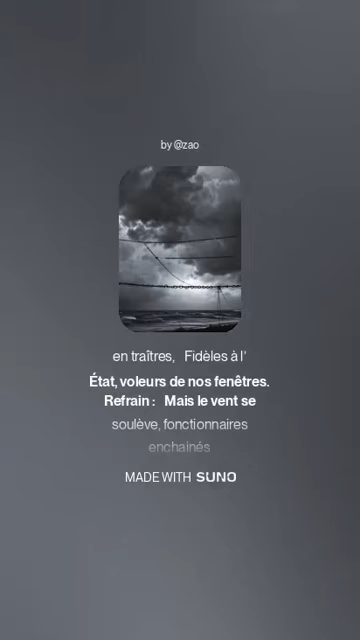 by @zao
en traîtres, Fidèles à l'
État, voleurs de nos fenêtres.
Refrain : Mais le vent se
soulève, fonctionnaires
enchainés
MADE WITH SUNO